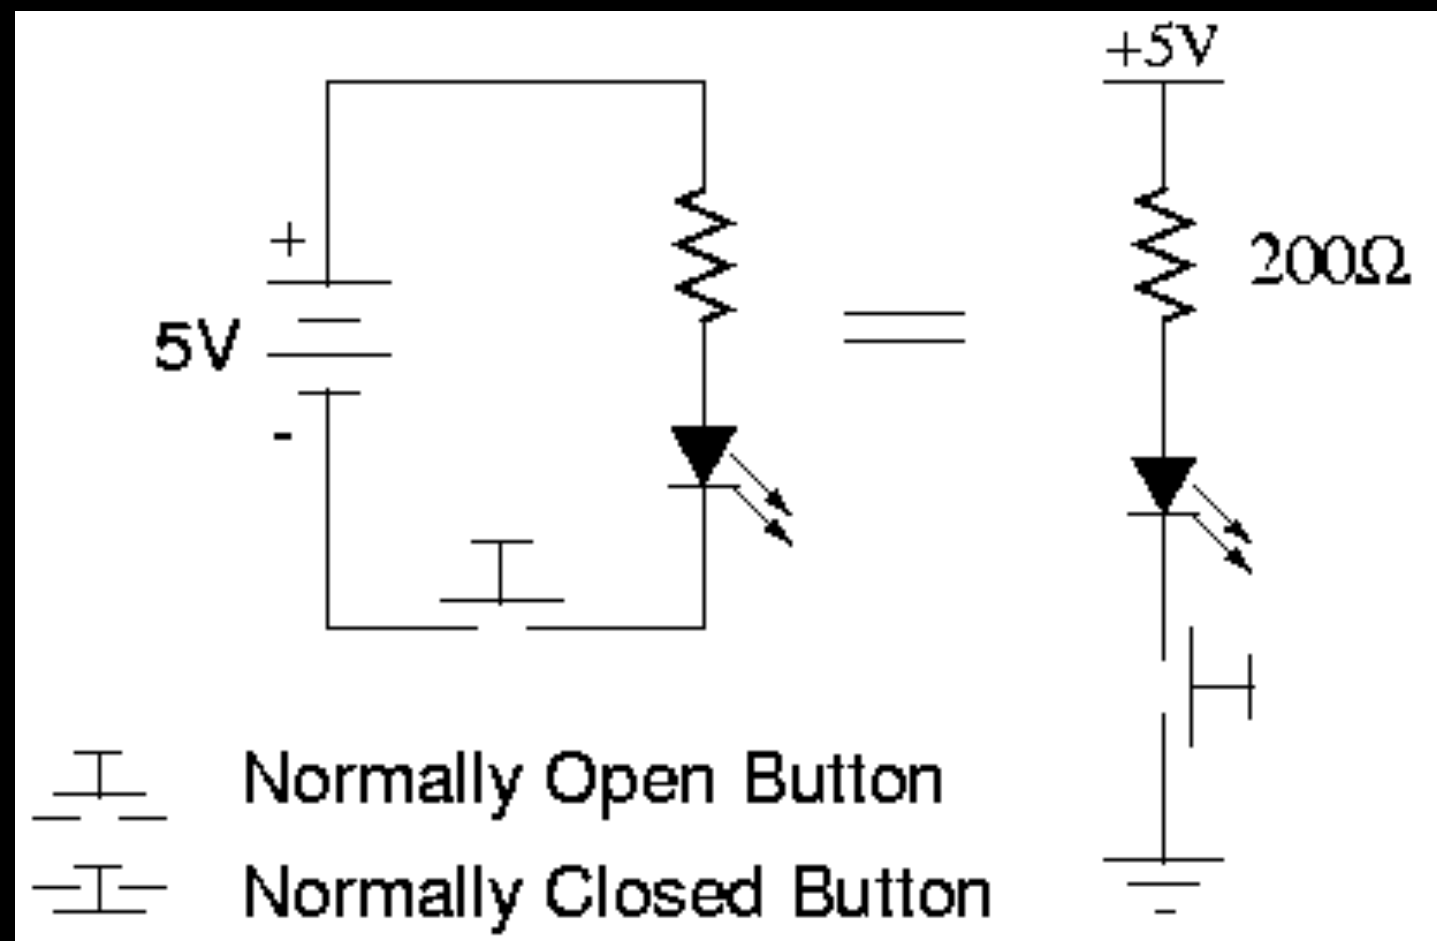 +5V
+
200Ω
5V
-
Normally Open Button
Normally Closed Button